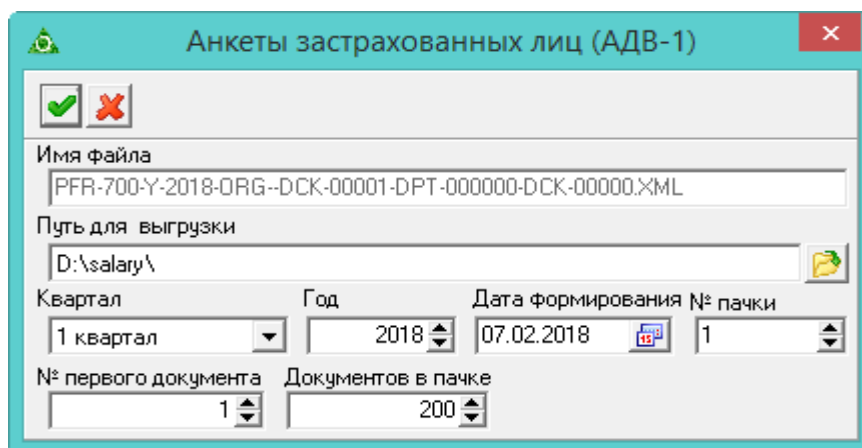 Анкеты застрахованных лиц (АДВ-1)
Имя файла
PFR-700-Y-2018-ORG--DCK-00001-DPT-000000-DCK-00000.XML
Путь для выгрузки
D:\salary\
Квартал Год Дата формирования № пачки
1 квартал 2018 07.02.2018 15 1
№ первого документа Документов в пачке
1 200